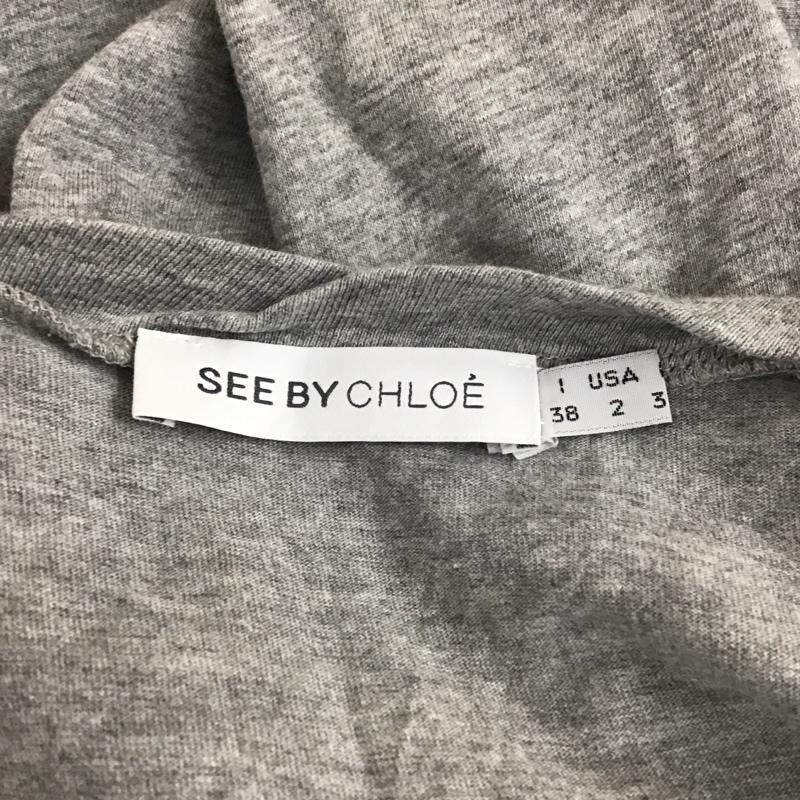 SEE BY CHLOÉ
I USA
38 2 3